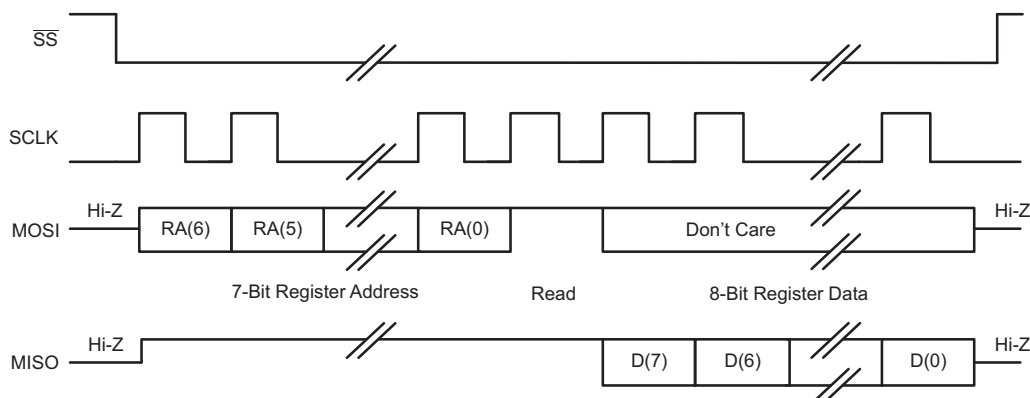 SS
SCLK
Hi-Z
Hi-Z
MOSI
RA(6)
RA(5)
RA(0)
Don't Care
7-Bit Register Address
Read
8-Bit Register Data
Hi-Z
Hi-Z
MISO
D(7)
D(6)
D(0)